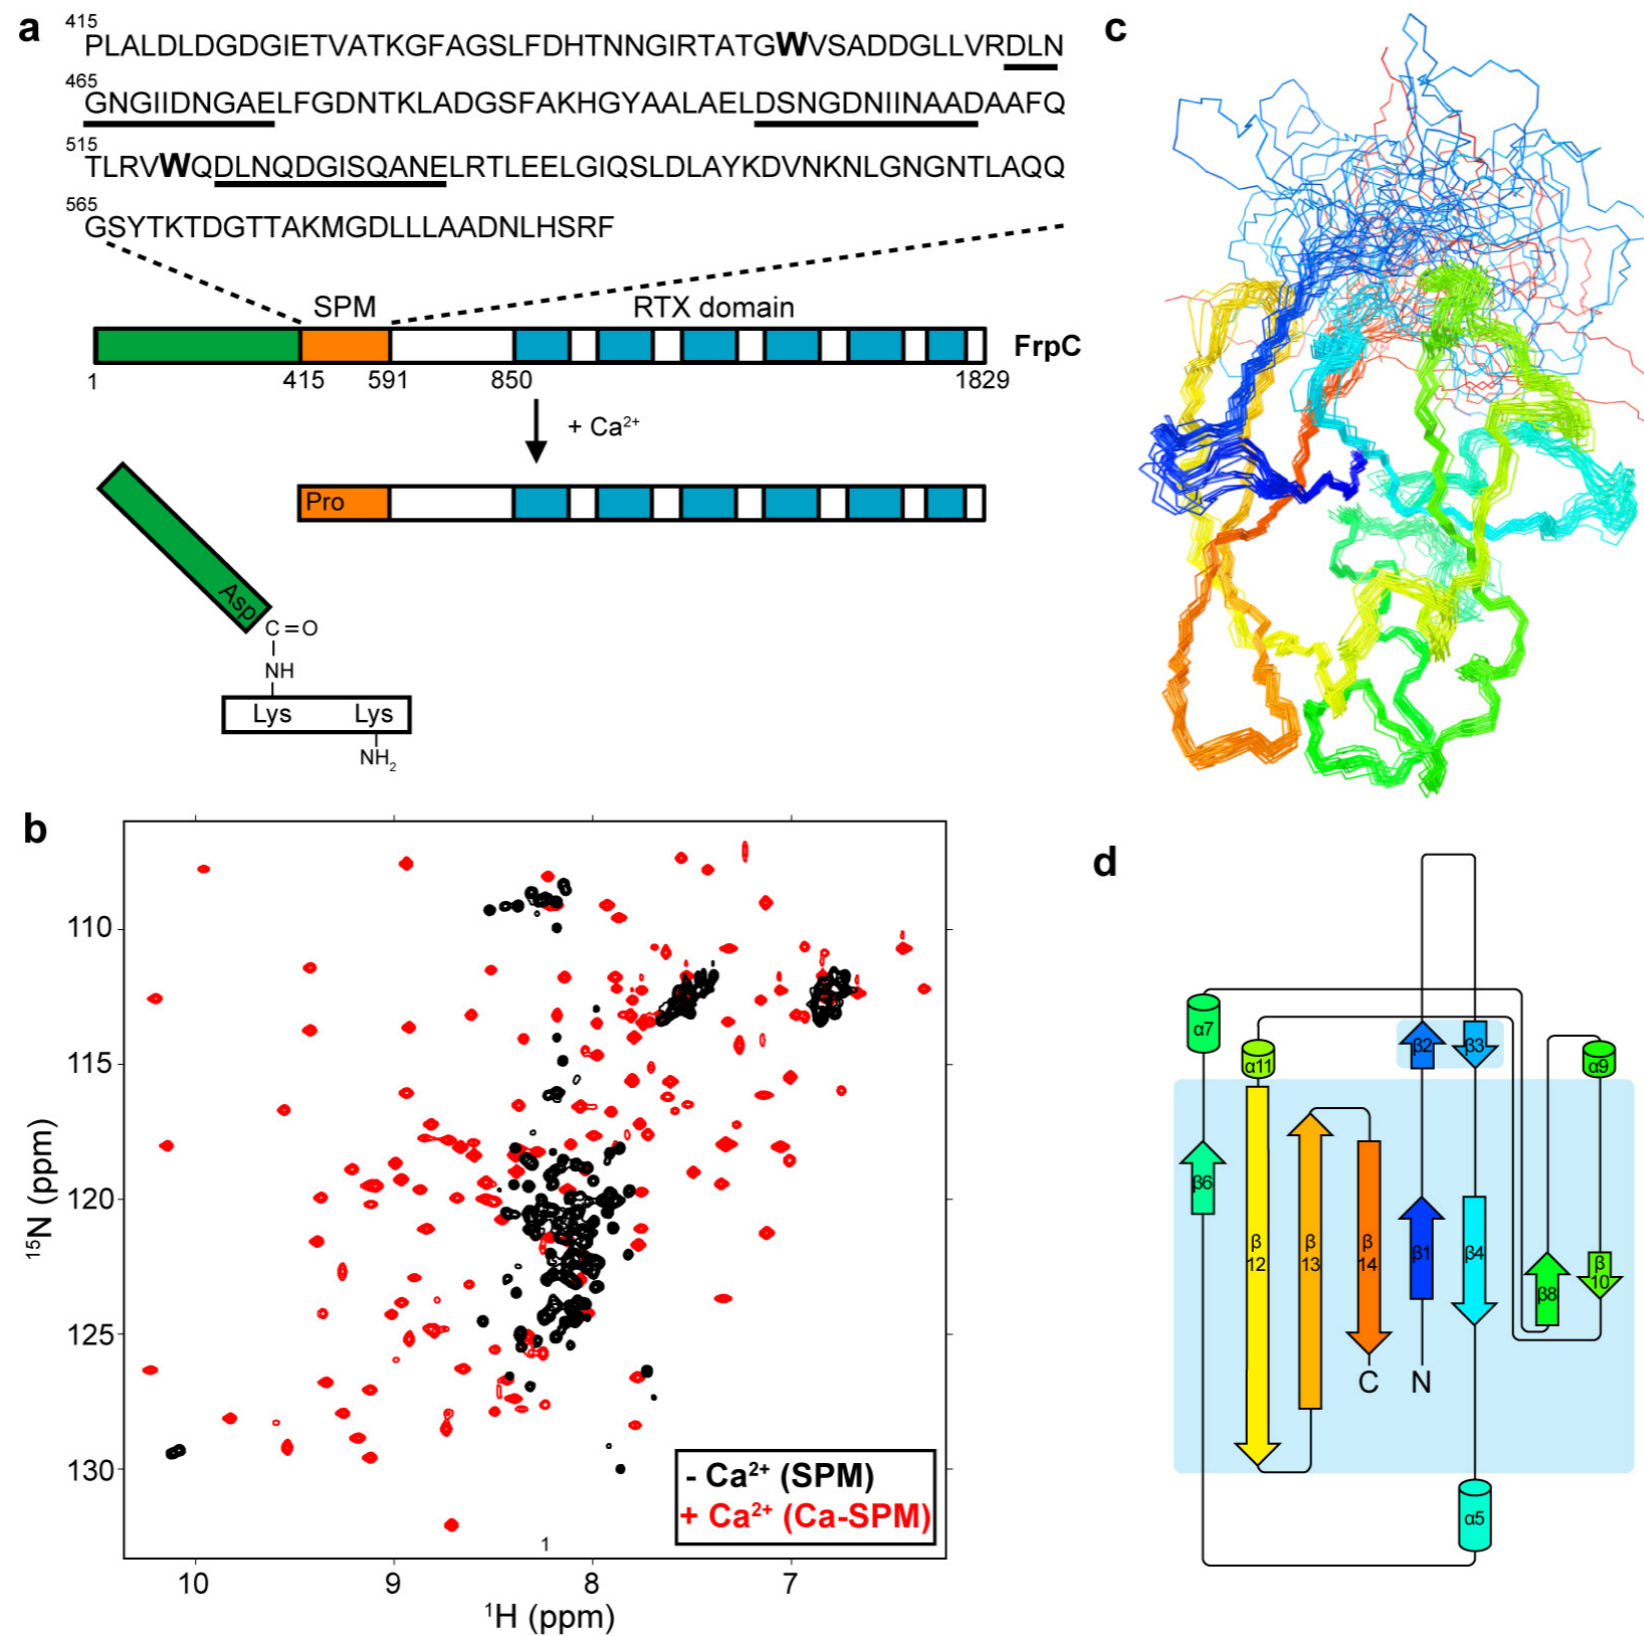 a
415
PLALDLDGDGIETVATKGFAGSLFDHTNNGIRTATGWVSADDGLLVRDLN
465
GNGIIDNGAELFGDNTKLADGSFAKHGYAALAELDSNGDNIINAADAAFQ
515
TLRVWQDLNQDGISQANELRTLEELGIQSLDLAYKDVNKNLGNGNTLAQQ
565
GSYTKTDGTTAKMGDLLLAADNLHSRF
SPM RTX domain
FrpC
1 415 591 850 1829
+ Ca²⁺
Pro
Asp
C=O
NH
Lys Lys
NH₂
b
¹⁵N (ppm)
110
115
120
125
130
- Ca²⁺ (SPM)
+ Ca²⁺ (Ca-SPM)
1
10 9 8 7
¹H (ppm)
c
d
α7
α11
β2 β3
α9
β6
β12
β13
β14
β1
β4
β8
β10
C N
α5